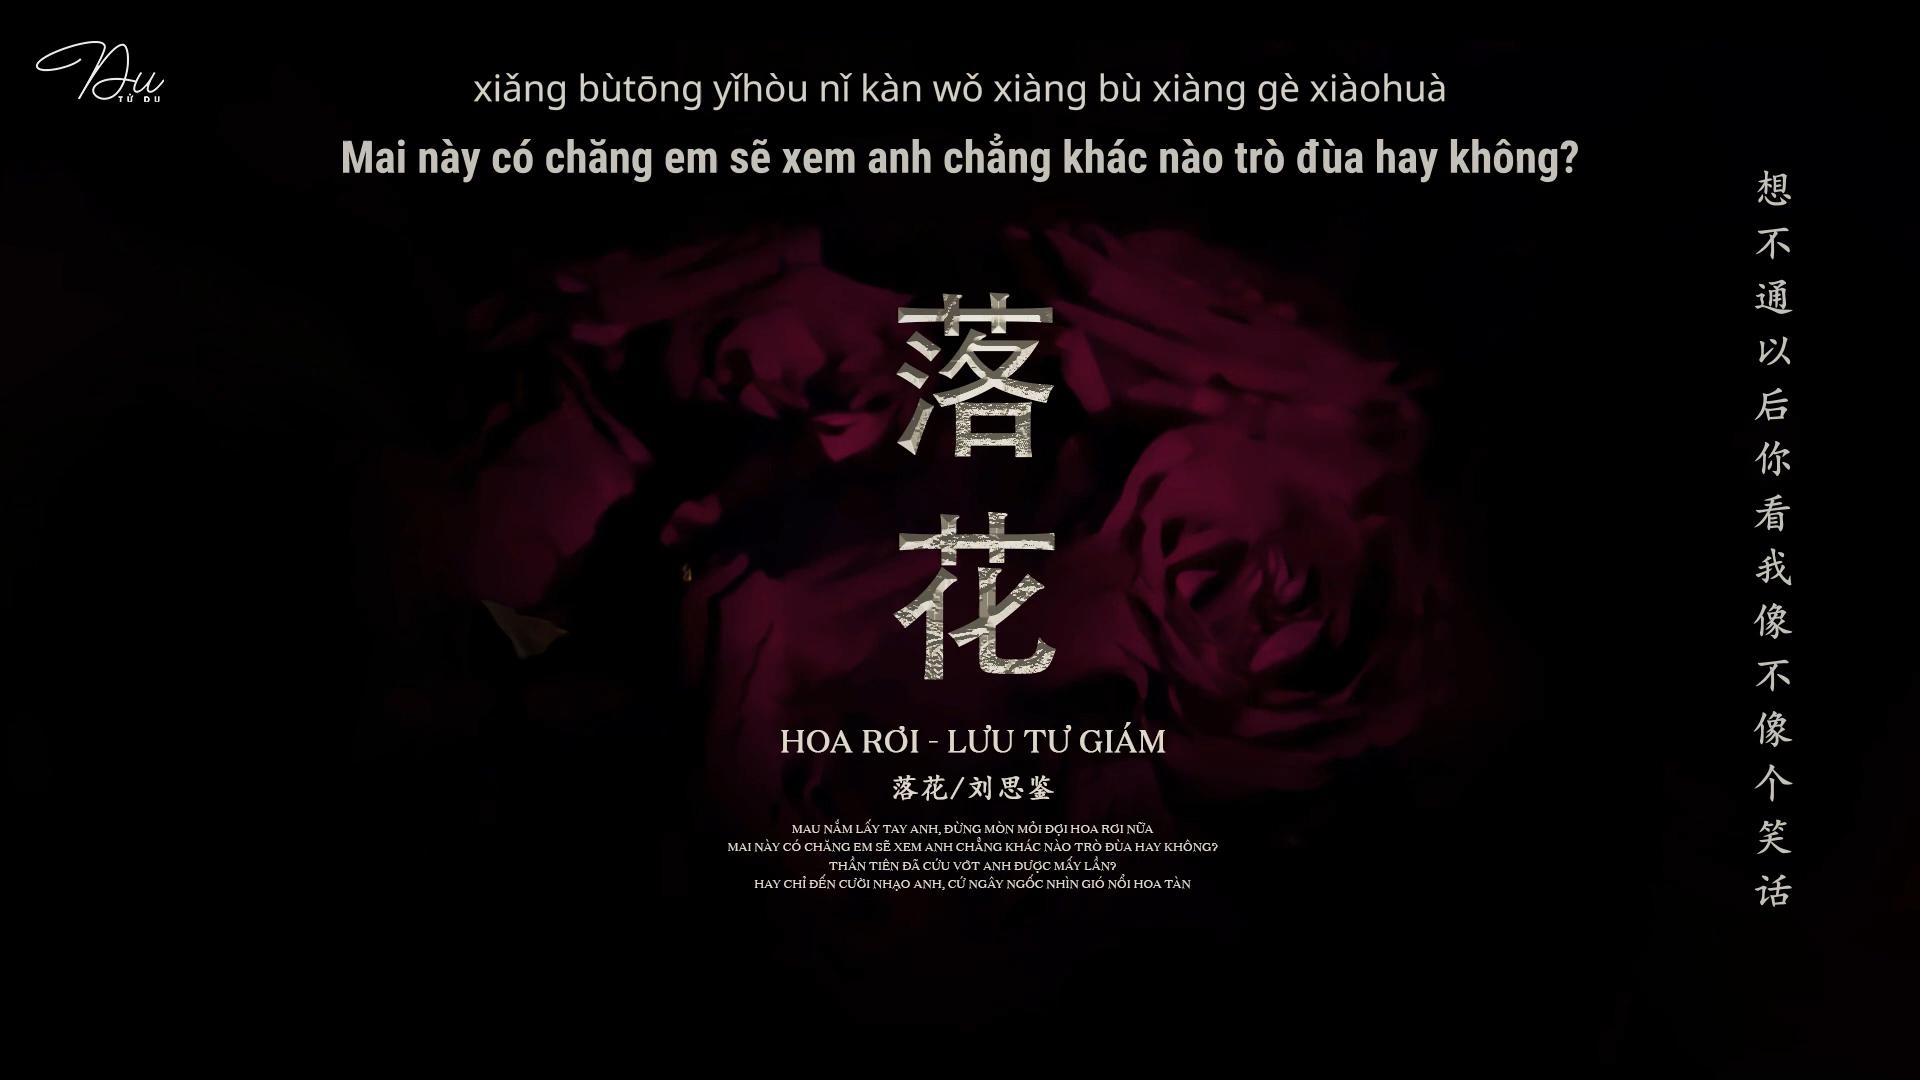 Du
TỬ DU
xiǎng bùtōng yǐhòu nǐ kàn wǒ xiàng bù xiàng gè xiàohuà
Mai này có chăng em sẽ xem anh chẳng khác nào trò đùa hay không?
想不通以后你看我像不像个笑话
落花
HOA RƠI - LƯU TƯ GIÁM
落花/刘思鉴
MAU NẮM LẤY TAY ANH, ĐỪNG MÒN MỎI ĐỢI HOA RƠI NỮA
MAI NÀY CÓ CHĂNG EM SẼ XEM ANH CHẲNG KHÁC NÀO TRÒ ĐÙA HAY KHÔNG?
THẦN TIÊN ĐÃ CỨU VỚT ANH ĐƯỢC MẤY LẦN?
HAY CHỈ ĐẾN CƯỜI NHẠO ANH, CỨ NGÂY NGỐC NHÌN GIÓ NỔI HOA TÀN